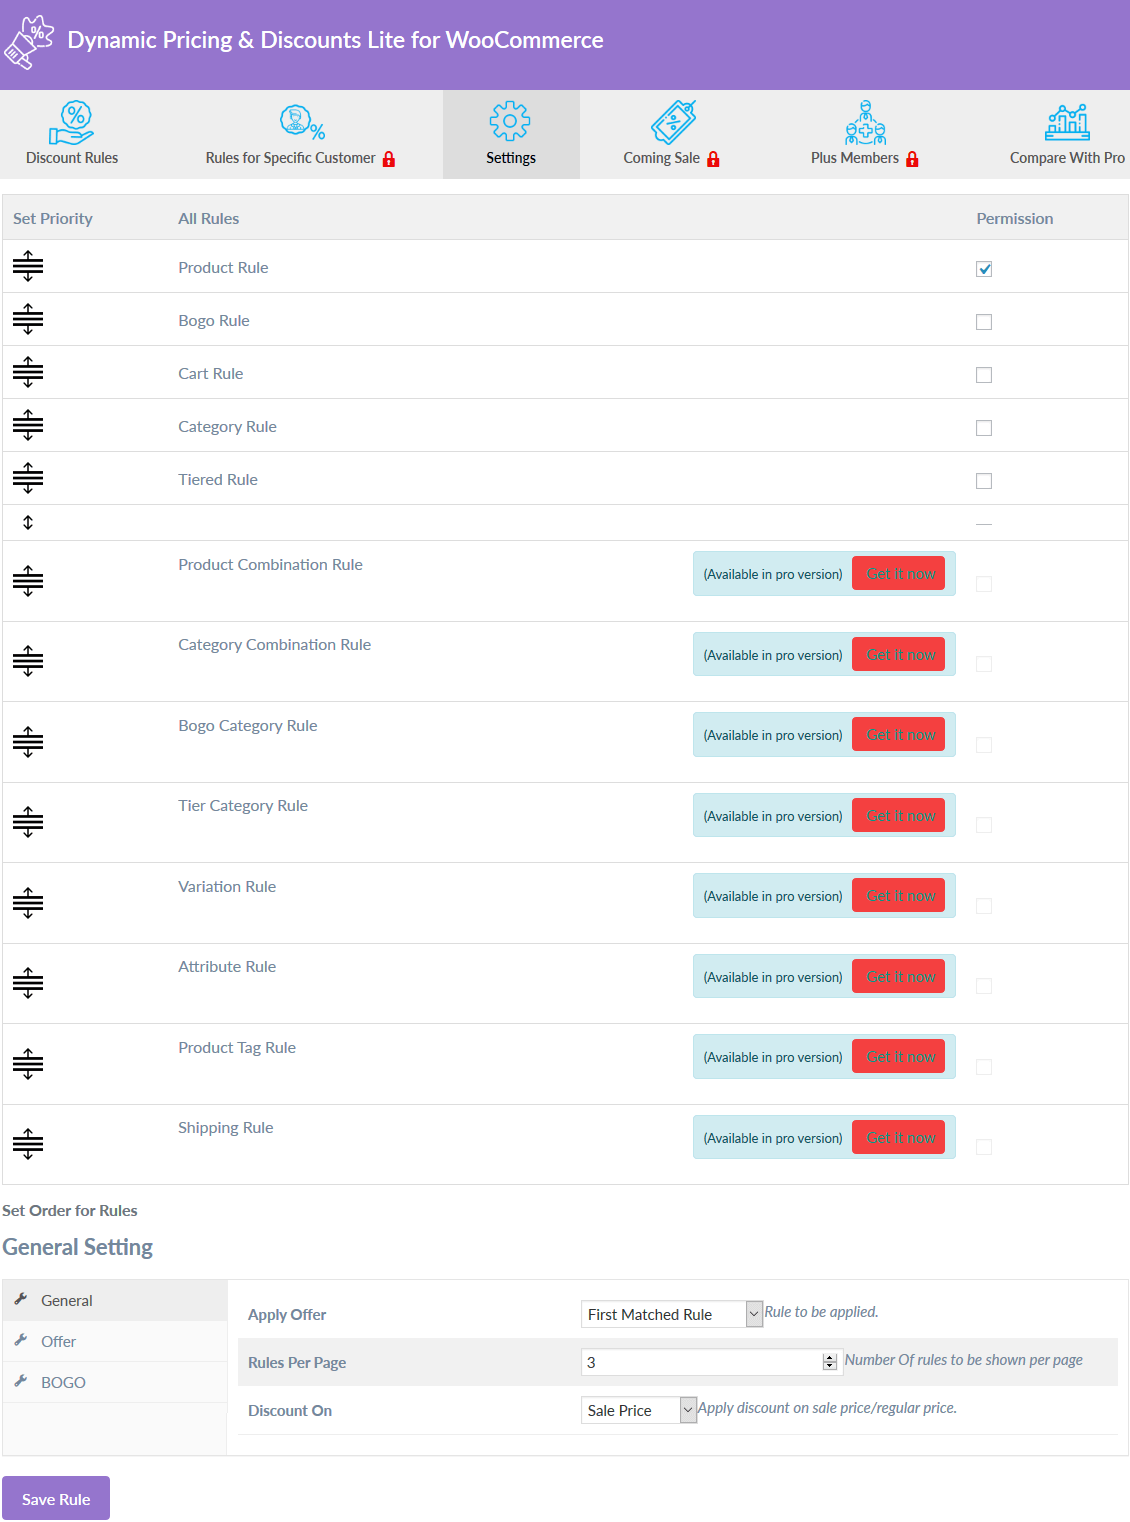 Dynamic Pricing & Discounts Lite for WooCommerce
Discount Rules
Rules for Specific Customer
Settings
Coming Sale
Plus Members
Compare With Pro
Set Priority All Rules Permission
Product Rule
Bogo Rule
Cart Rule
Category Rule
Tiered Rule
Product Combination Rule (Available in pro version) Get it now
Category Combination Rule (Available in pro version) Get it now
Bogo Category Rule (Available in pro version) Get it now
Tier Category Rule (Available in pro version) Get it now
Variation Rule (Available in pro version) Get it now
Attribute Rule (Available in pro version) Get it now
Product Tag Rule (Available in pro version) Get it now
Shipping Rule (Available in pro version) Get it now
Set Order for Rules
General Setting
General
Offer
BOGO
Apply Offer First Matched Rule Rule to be applied.
Rules Per Page 3 Number Of rules to be shown per page
Discount On Sale Price Apply discount on sale price/regular price.
Save Rule